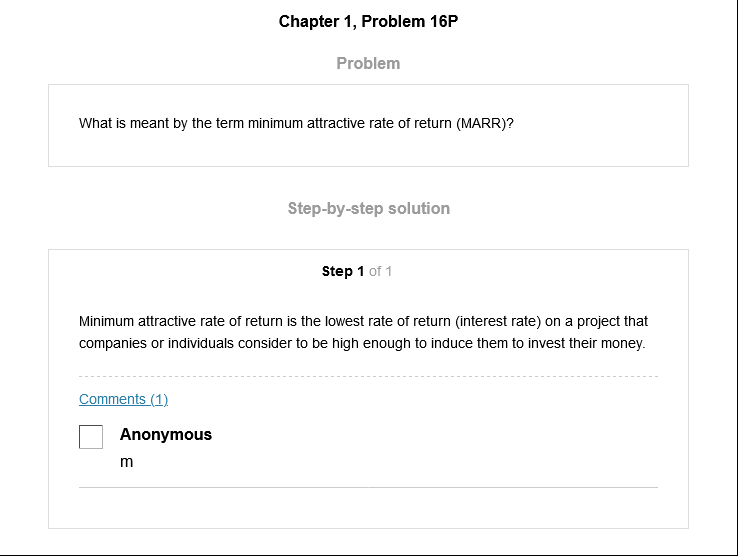 Chapter 1, Problem 16P
Problem
What is meant by the term minimum attractive rate of return (MARR)?
Step-by-step solution
Step 1 of 1
Minimum attractive rate of return is the lowest rate of return (interest rate) on a project that
companies or individuals consider to be high enough to induce them to invest their money.
Comments (1)
Anonymous
m